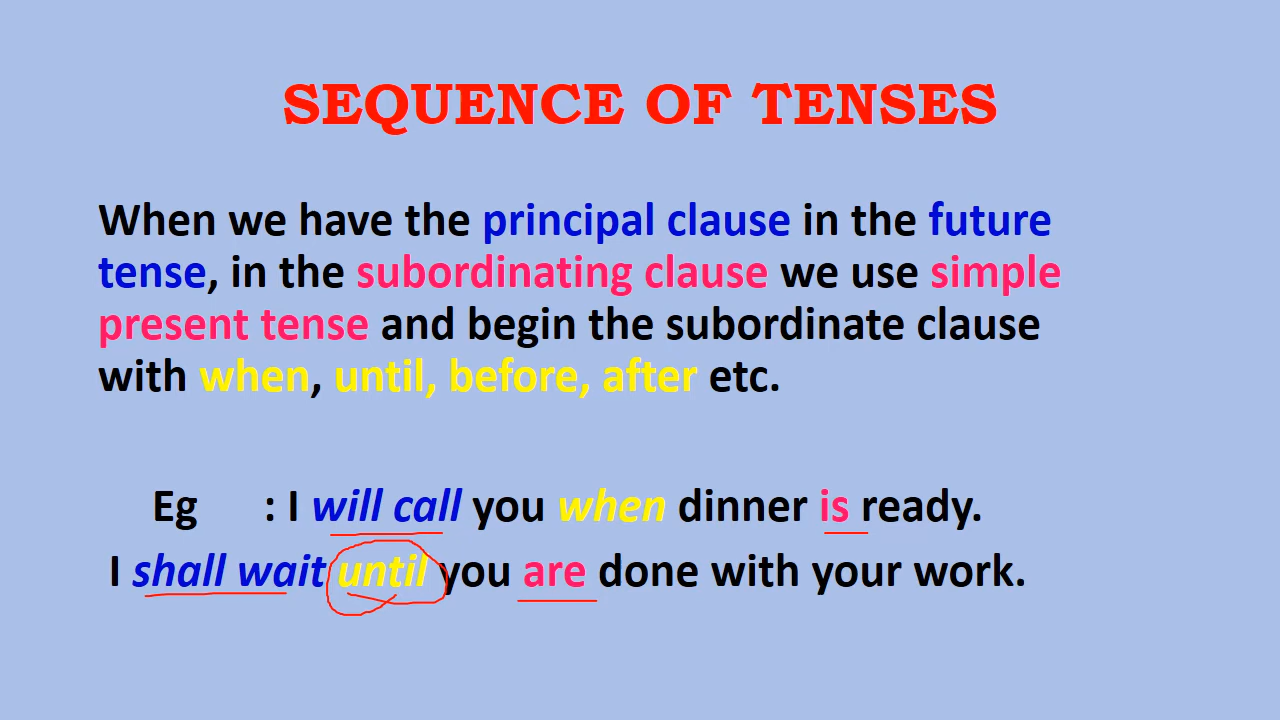 SEQUENCE OF TENSES
When we have the principal clause in the future
tense, in the subordinating clause we use simple
present tense and begin the subordinate clause
with when, until, before, after etc.
Eg : I will call you when dinner is ready.
I shall wait until you are done with your work.